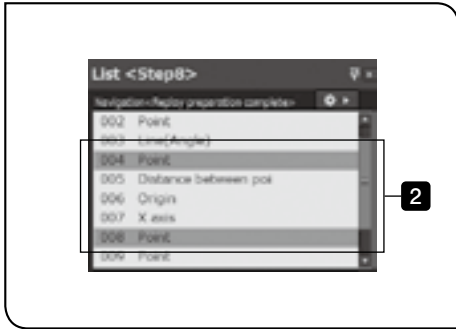 List <Step8>
Navigation<Replay preparation complete>
002 Point
003 Line(Angle)
004 Point
005 Distance between poi
006 Origin
007 X axis
008 Point
009 Point
2